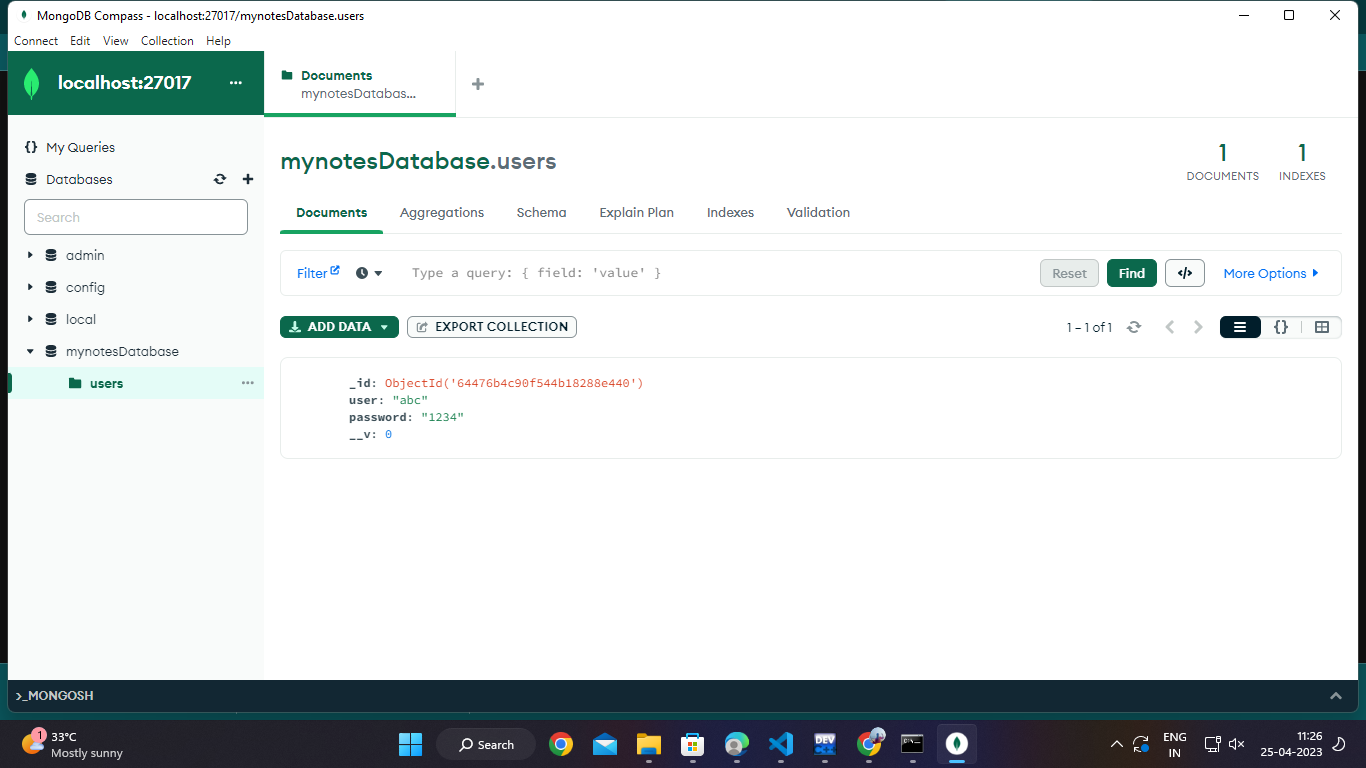 MongoDB Compass - localhost:27017/mynotesDatabase.users
Connect Edit View Collection Help
localhost:27017
Documents
mynotesDatabas...
My Queries
Databases
Search
admin
config
local
mynotesDatabase
users
mynotesDatabase.users
1
DOCUMENTS
1
INDEXES
Documents Aggregations Schema Explain Plan Indexes Validation
Filter Type a query: { field: 'value' } Reset Find </> More Options
ADD DATA EXPORT COLLECTION 1 – 1 of 1 {}
_id: ObjectId('64476b4c90f544b18288e440')
user: "abc"
password: "1234"
__v: 0
>_MONGOSH
1
33°C
Mostly sunny
Search
DEV
ENG
IN
11:26
25-04-2023